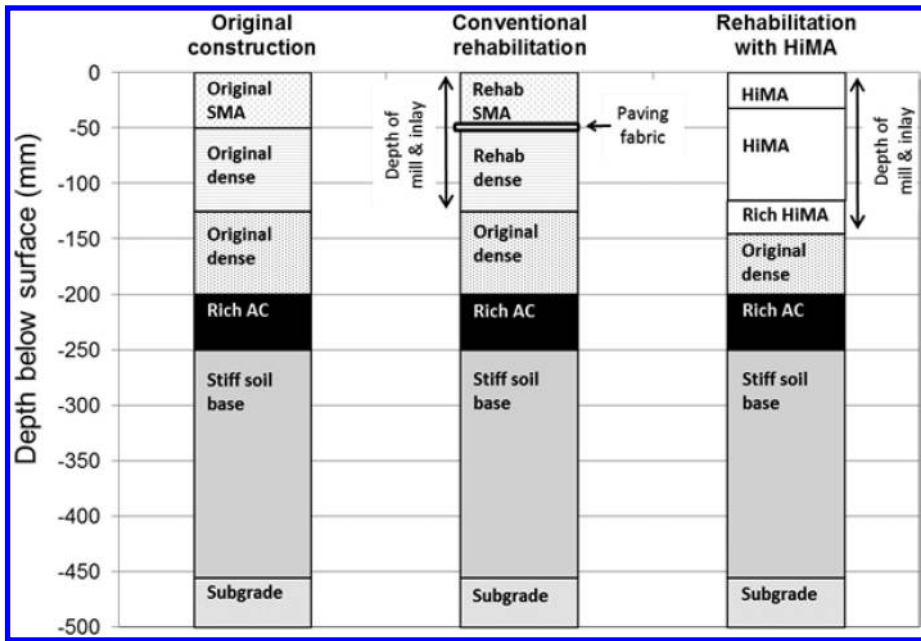 Original
construction
Conventional
rehabilitation
Rehabilitation
with HiMA
Depth below surface (mm)
0
-50
-100
-150
-200
-250
-300
-350
-400
-450
-500
Original
SMA
Original
dense
Original
dense
Rich AC
Stiff soil
base
Subgrade
Depth of
mill & inlay
Rehab
SMA
Paving
fabric
Rehab
dense
Original
dense
Rich AC
Stiff soil
base
Subgrade
HiMA
HiMA
Rich HiMA
Depth of
mill & inlay
Original
dense
Rich AC
Stiff soil
base
Subgrade